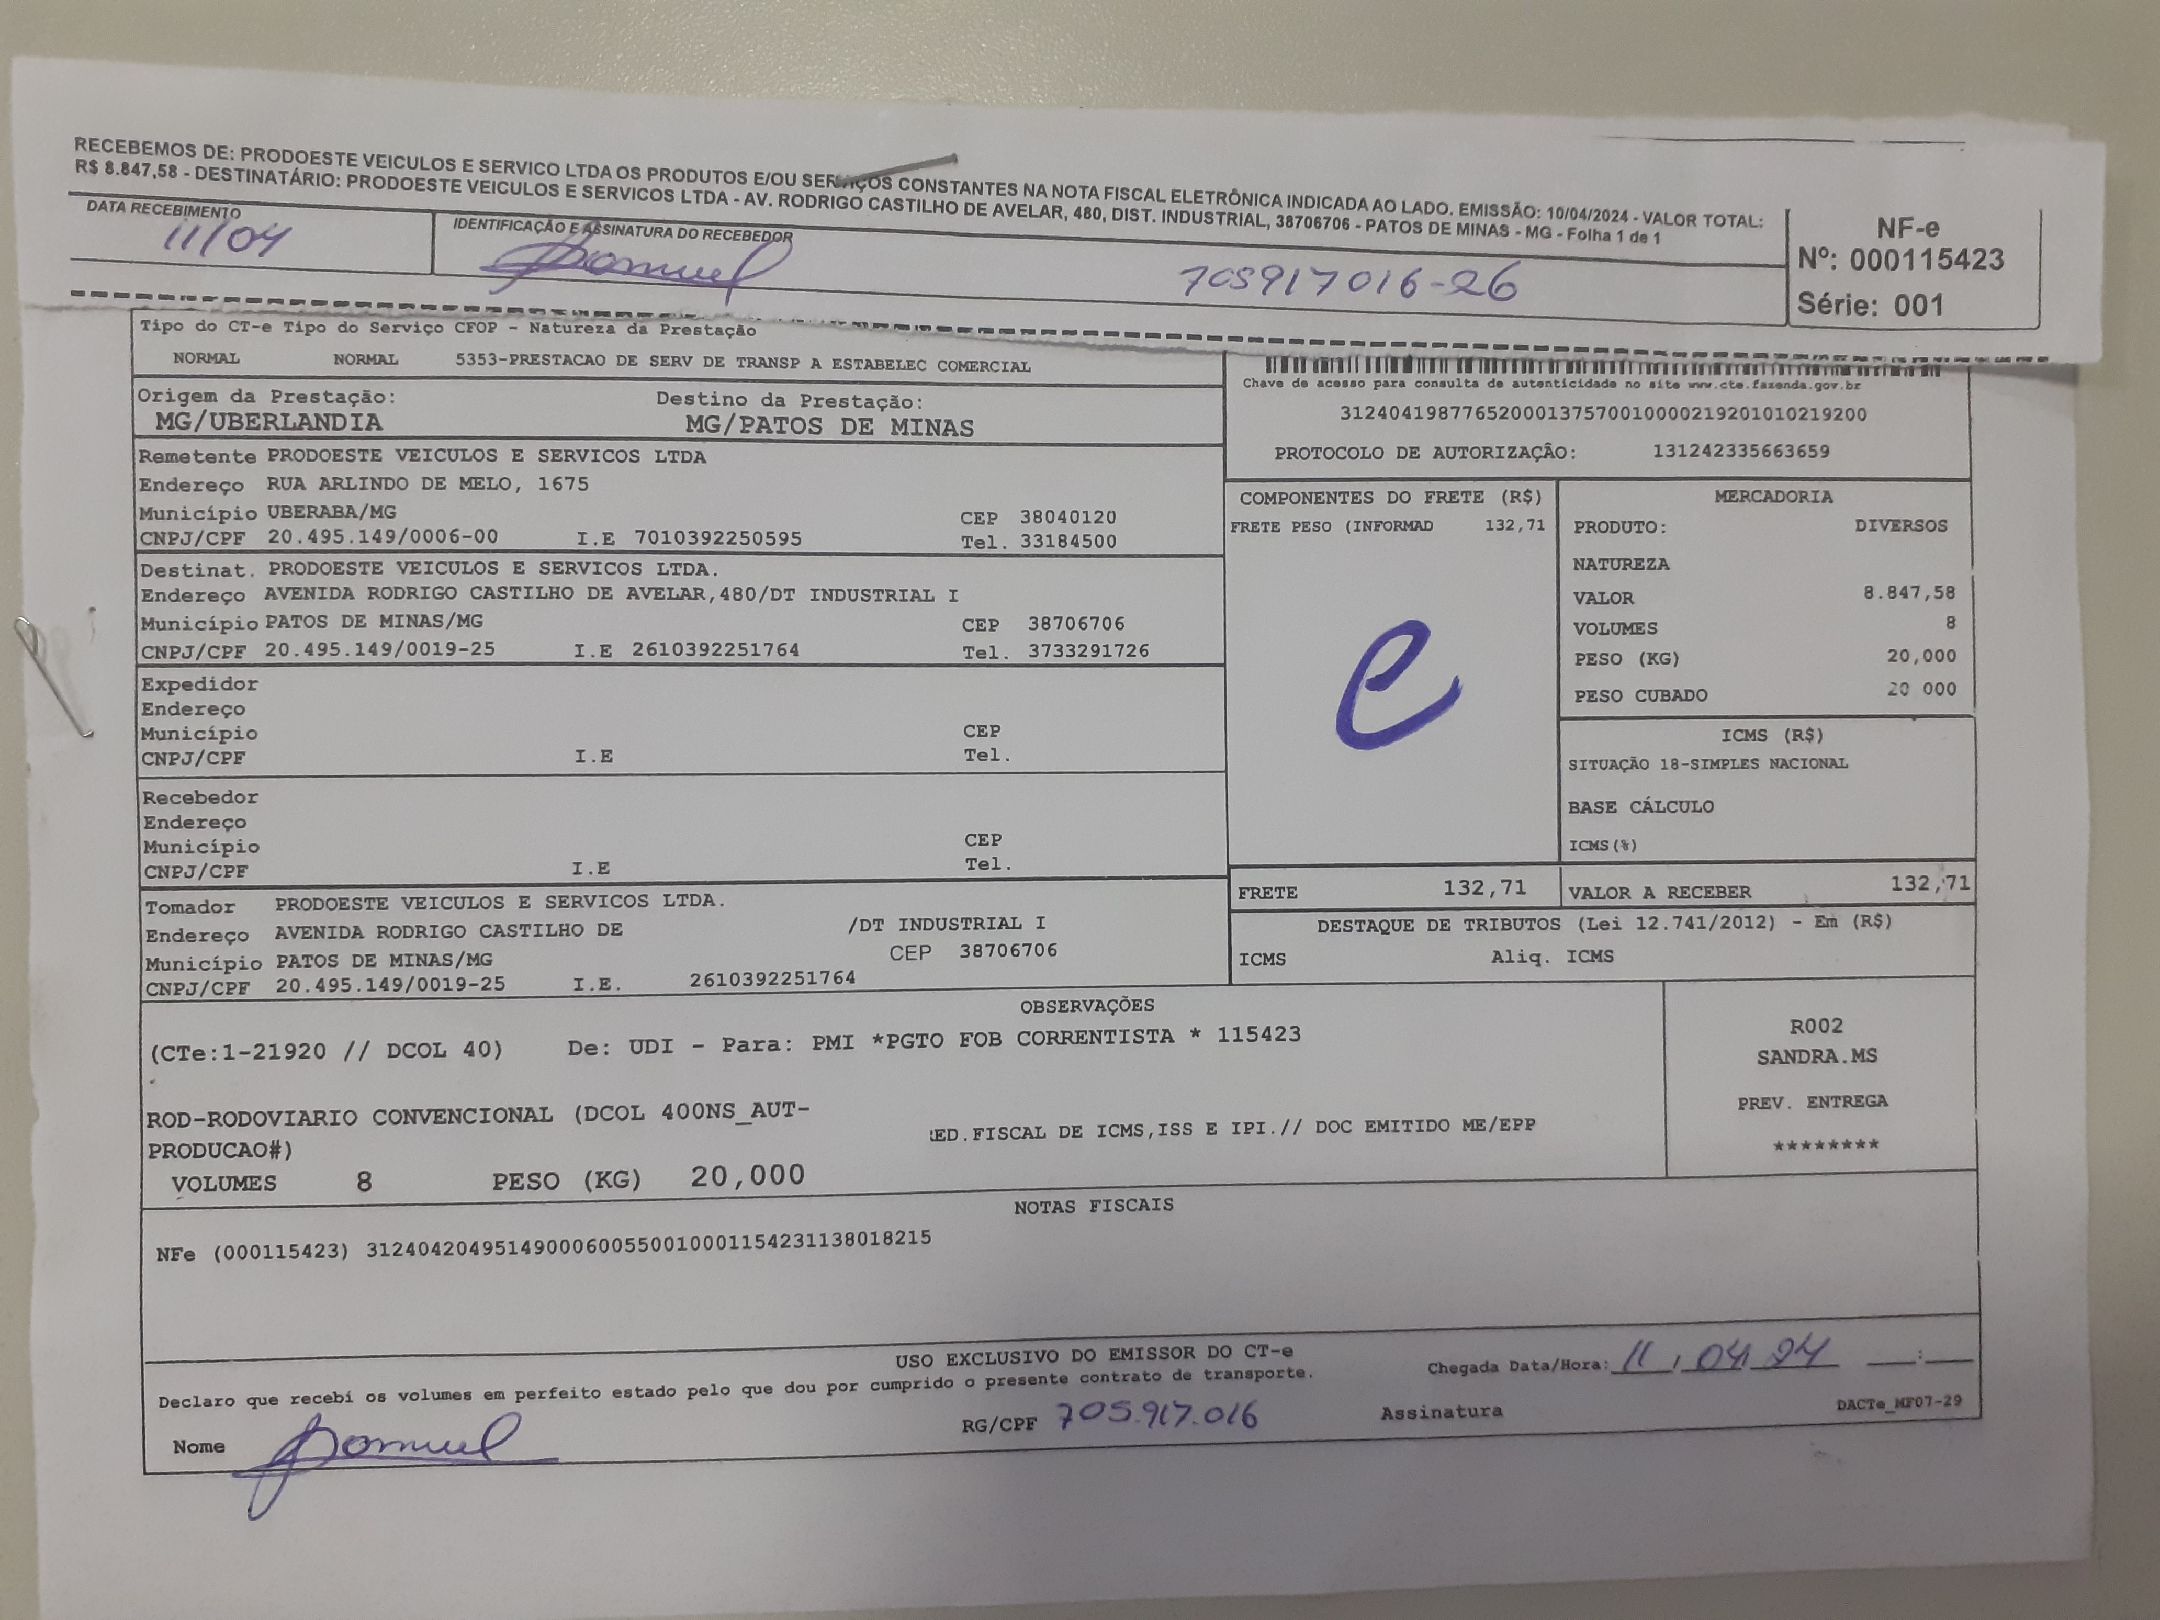 RECEBEMOS DE: PRODOESTE VEICULOS E SERVICO LTDA OS PRODUTOS E/OU SERVIÇOS CONSTANTES NA NOTA FISCAL ELETRÔNICA INDICADA AO LADO. EMISSÃO: 10/04/2024 - VALOR TOTAL:
R$ 8.847,58 - DESTINATÁRIO: PRODOESTE VEICULOS E SERVICOS LTDA - AV. RODRIGO CASTILHO DE AVELAR, 480, DIST. INDUSTRIAL, 38706706 - PATOS DE MINAS - MG - Folha 1 de 1
DATA RECEBIMENTO
11/04
IDENTIFICAÇÃO E ASSINATURA DO RECEBEDOR
705917016-26
NF-e
Nº: 000115423
Série: 001
Tipo do CT-e Tipo do Serviço CFOP - Natureza da Prestação
NORMAL NORMAL 5353-PRESTACAO DE SERV DE TRANSP A ESTABELEC COMERCIAL
Origem da Prestação: Destino da Prestação:
MG/UBERLANDIA MG/PATOS DE MINAS
Chave de acesso para consulta de autenticidade no site www.cte.fazenda.gov.br
31240419877652000137570010000219201010219200
PROTOCOLO DE AUTORIZAÇÃO: 131242335663659
Remetente PRODOESTE VEICULOS E SERVICOS LTDA
Endereço RUA ARLINDO DE MELO, 1675
Município UBERABA/MG CEP 38040120
CNPJ/CPF 20.495.149/0006-00 I.E 7010392250595 Tel. 33184500
Destinat. PRODOESTE VEICULOS E SERVICOS LTDA.
Endereço AVENIDA RODRIGO CASTILHO DE AVELAR,480/DT INDUSTRIAL I
Município PATOS DE MINAS/MG CEP 38706706
CNPJ/CPF 20.495.149/0019-25 I.E 2610392251764 Tel. 3733291726
Expedidor
Endereço
Município CEP
CNPJ/CPF I.E Tel.
Recebedor
Endereço
Município CEP
CNPJ/CPF I.E Tel.
Tomador PRODOESTE VEICULOS E SERVICOS LTDA.
Endereço AVENIDA RODRIGO CASTILHO DE /DT INDUSTRIAL I
Município PATOS DE MINAS/MG CEP 38706706
CNPJ/CPF 20.495.149/0019-25 I.E. 2610392251764
COMPONENTES DO FRETE (R$)
FRETE PESO (INFORMAD 132,71
e
MERCADORIA
PRODUTO: DIVERSOS
NATUREZA
VALOR 8.847,58
VOLUMES 8
PESO (KG) 20,000
PESO CUBADO 20 000
ICMS (R$)
SITUAÇÃO 18-SIMPLES NACIONAL
BASE CÁLCULO
ICMS(%)
FRETE 132,71 VALOR A RECEBER 132,71
DESTAQUE DE TRIBUTOS (Lei 12.741/2012) - Em (R$)
ICMS Aliq. ICMS
OBSERVAÇÕES
(CTe:1-21920 // DCOL 40) De: UDI - Para: PMI *PGTO FOB CORRENTISTA * 115423
ROD-RODOVIARIO CONVENCIONAL (DCOL 400NS_AUT-
PRODUCAO#)
ED.FISCAL DE ICMS,ISS E IPI.// DOC EMITIDO ME/EPP
VOLUMES 8 PESO (KG) 20,000
R002
SANDRA.MS
PREV. ENTREGA
********
NOTAS FISCAIS
NFe (000115423) 31240420495149000600550010001154231138018215
USO EXCLUSIVO DO EMISSOR DO CT-e
Declaro que recebi os volumes em perfeito estado pelo que dou por cumprido o presente contrato de transporte.
Chegada Data/Hora: 11/04/24 __:__
Nome
RG/CPF 705.917.016
Assinatura
DACTe_MF07-29